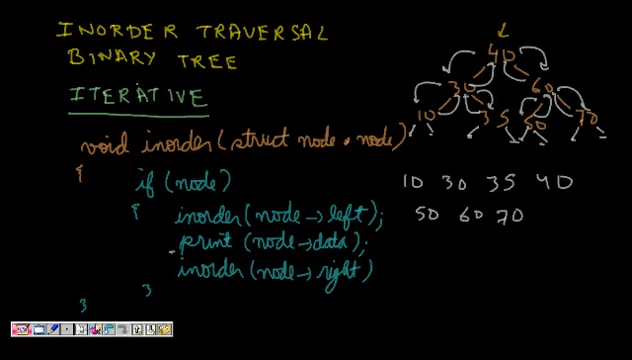 INORDER TRAVERSAL
BINARY TREE
ITERATIVE
void inorder(struct node * node)
{
if (node)
{
inorder(node→left);
print (node→data);
inorder(node→right)
}
}
40
30 60
10 35 50 70
10 30 35 40
50 60 70